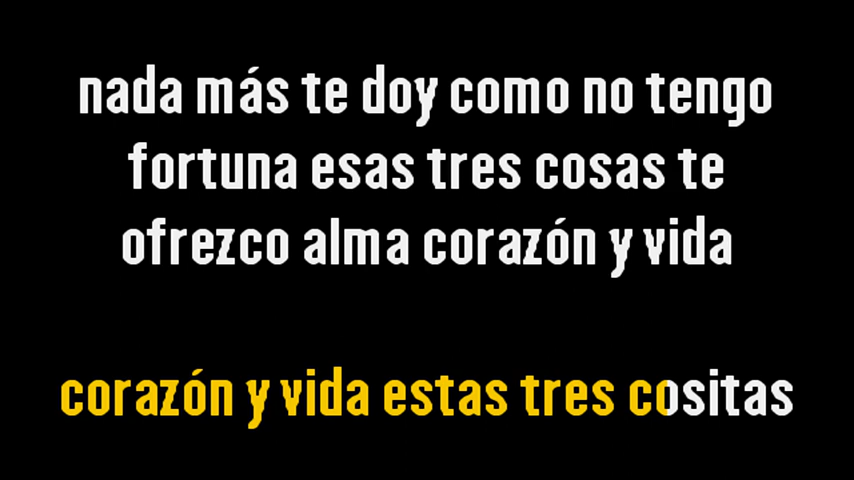 nada más te doy como no tengo
fortuna esas tres cosas te
ofrezco alma corazón y vida
corazón y vida estas tres cositas